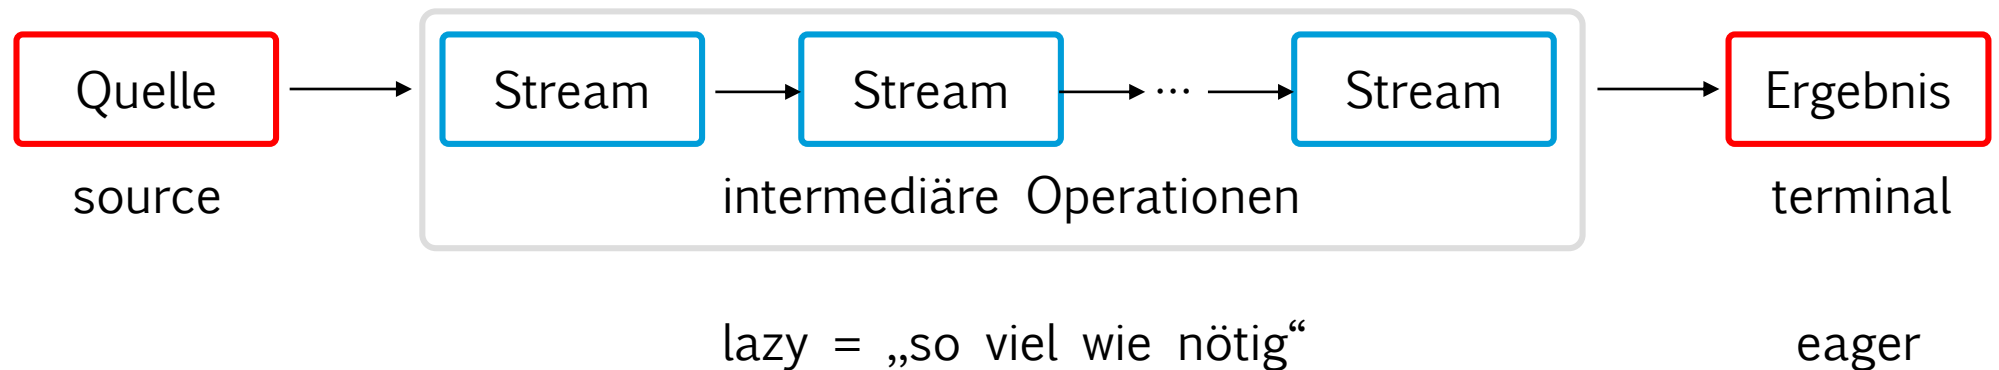 Quelle Stream Stream ... Stream Ergebnis
source intermediäre Operationen terminal
lazy = „so viel wie nötig“ eager